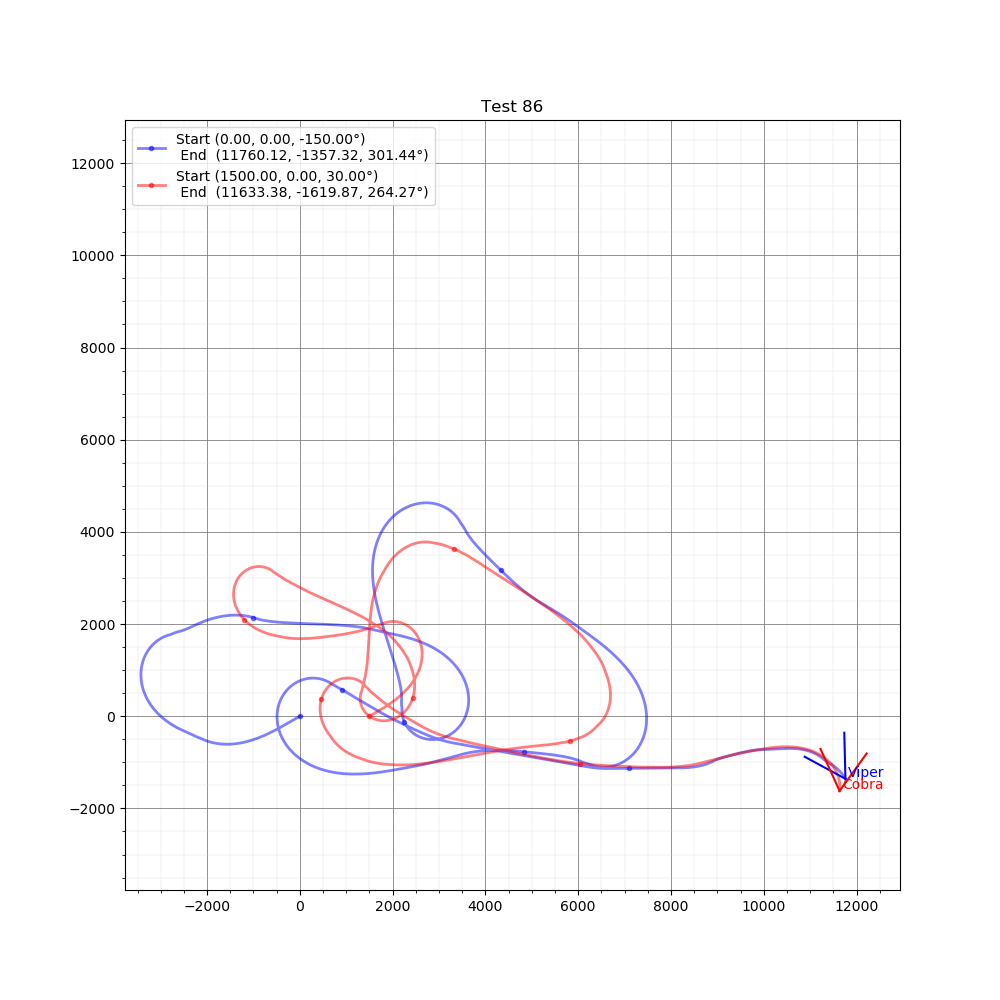 Test 86
Start (0.00, 0.00, -150.00°)
End (11760.12, -1357.32, 301.44°)
Start (1500.00, 0.00, 30.00°)
End (11633.38, -1619.87, 264.27°)
12000
10000
8000
6000
4000
2000
0
−2000
Viper
Cobra
−2000 0 2000 4000 6000 8000 10000 12000